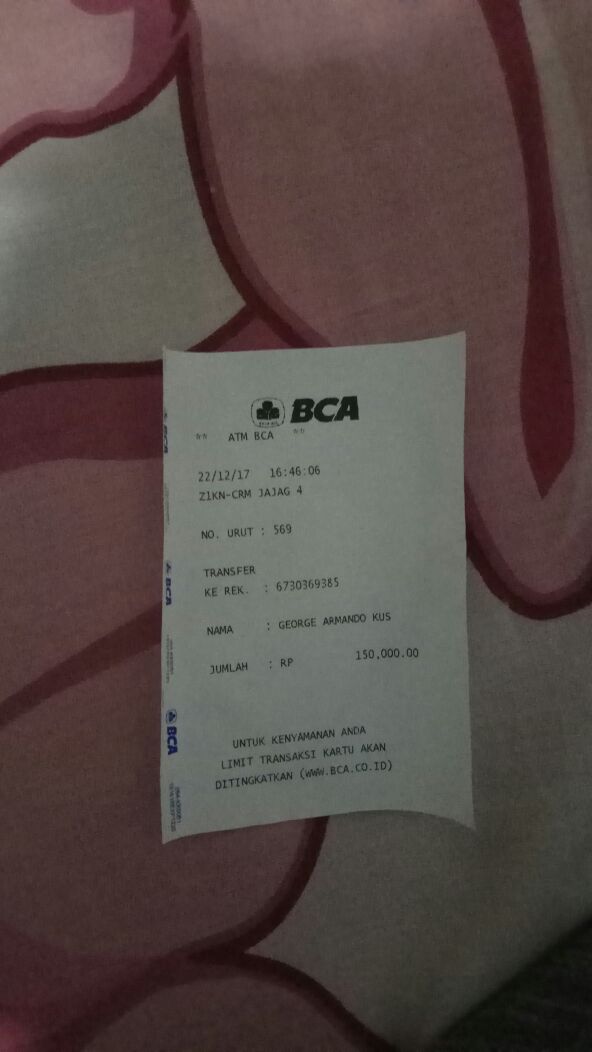 BCA
** ATM BCA **
22/12/17 16:46:06
Z1KN-CRM JAJAG 4
NO. URUT : 569
TRANSFER
KE REK. : 6730369385
NAMA : GEORGE ARMANDO KUS
JUMLAH : RP 150,000.00
UNTUK KENYAMANAN ANDA
LIMIT TRANSAKSI KARTU AKAN
DITINGKATKAN (WWW.BCA.CO.ID)
BCA
BCA
BCA